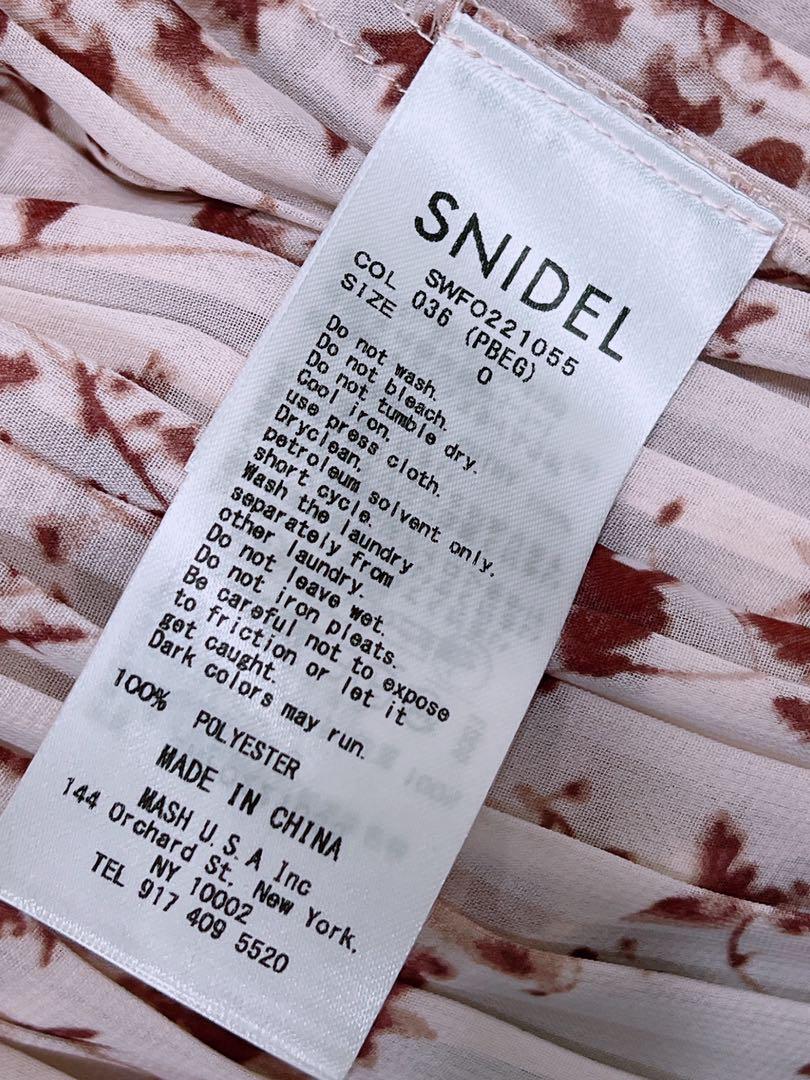 SNIDEL
SWFO221055
COL 036 (PBEG)
SIZE 0
Do not wash.
Do not bleach.
Do not tumble dry.
Cool iron.
use press cloth.
Dryclean,
petroleum solvent only.
short cycle.
Wash the laundry
separately from
other laundry.
Do not leave wet.
Do not iron pleats.
Be careful not to expose
to friction or let it
get caught.
Dark colors may run.
100% POLYESTER
MADE IN CHINA
MASH U.S.A Inc
144 Orchard St. New York,
NY 10002
TEL 917 409 5520